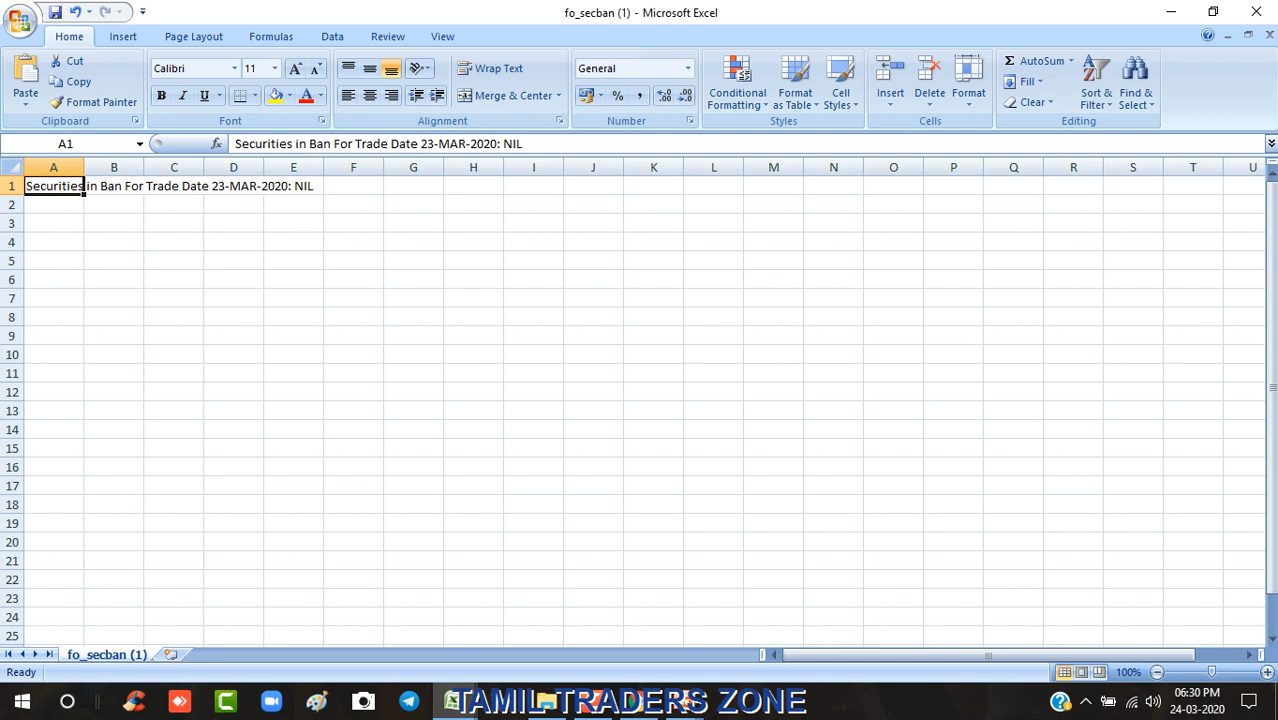 fo_secban (1) - Microsoft Excel
Home Insert Page Layout Formulas Data Review View
Paste
Cut
Copy
Format Painter
Clipboard
Calibri 11
B I U A
Font
Wrap Text
Merge & Center
Alignment
General
% ,
Number
Conditional Formatting
Format as Table
Cell Styles
Styles
Insert Delete Format
Cells
Σ AutoSum
Fill
Clear
Sort & Filter
Find & Select
Editing
A1 fx Securities in Ban For Trade Date 23-MAR-2020: NIL
A B C D E F G H I J K L M N O P Q R S T U
1 Securities in Ban For Trade Date 23-MAR-2020: NIL
2
3
4
5
6
7
8
9
10
11
12
13
14
15
16
17
18
19
20
21
22
23
24
25
fo_secban (1)
Ready 100%
TAMIL TRADERS ZONE
06:30 PM
24-03-2020